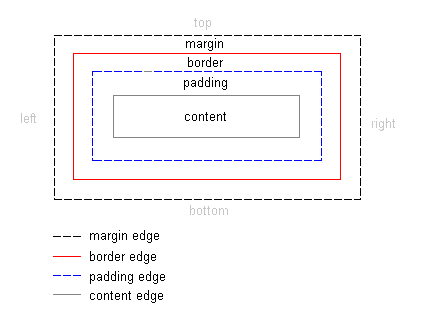 top
margin
border
padding
content
left
right
bottom
margin edge
border edge
padding edge
content edge